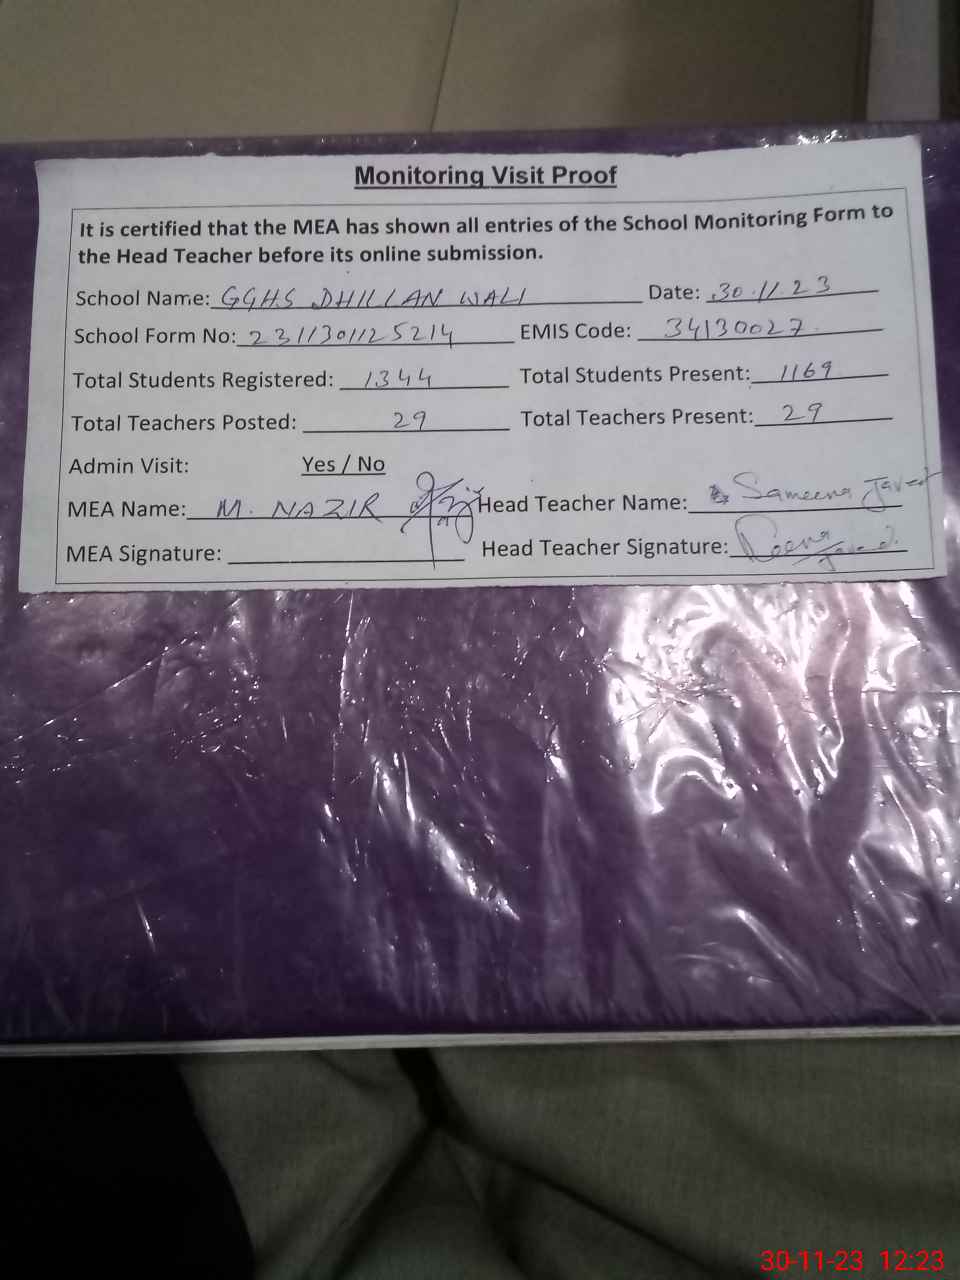 Monitoring Visit Proof
It is certified that the MEA has shown all entries of the School Monitoring Form to
the Head Teacher before its online submission.
School Name: GGHS DHILLAN WALI Date: 30.11.23
School Form No: 231130112 5214 EMIS Code: 34130027
Total Students Registered: 1344 Total Students Present: 1169
Total Teachers Posted: 29 Total Teachers Present: 29
Admin Visit: Yes / No
MEA Name: M. NAZIR Head Teacher Name: Sameena Javed
MEA Signature: Head Teacher Signature:
30-11-23 12:23